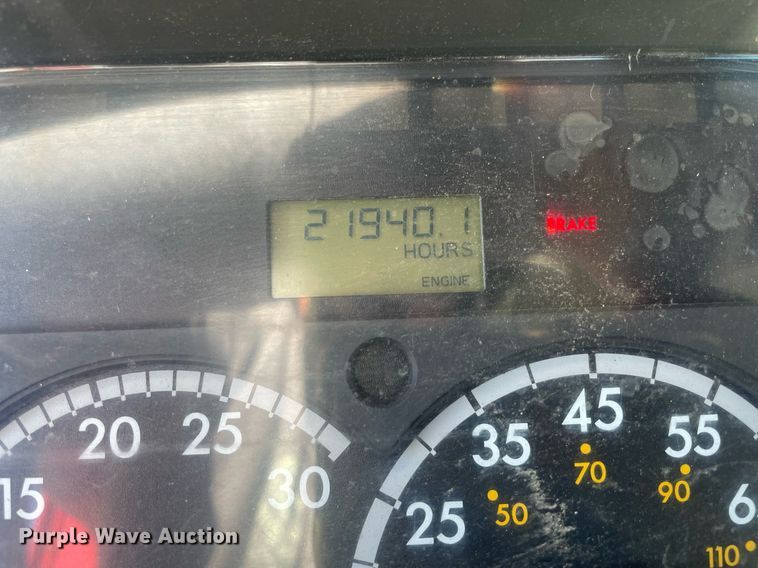 21940.1
HOURS
ENGINE
BRAKE
15 20 25 30
25 35 45 55
50 70 90 110
Purple Wave Auction